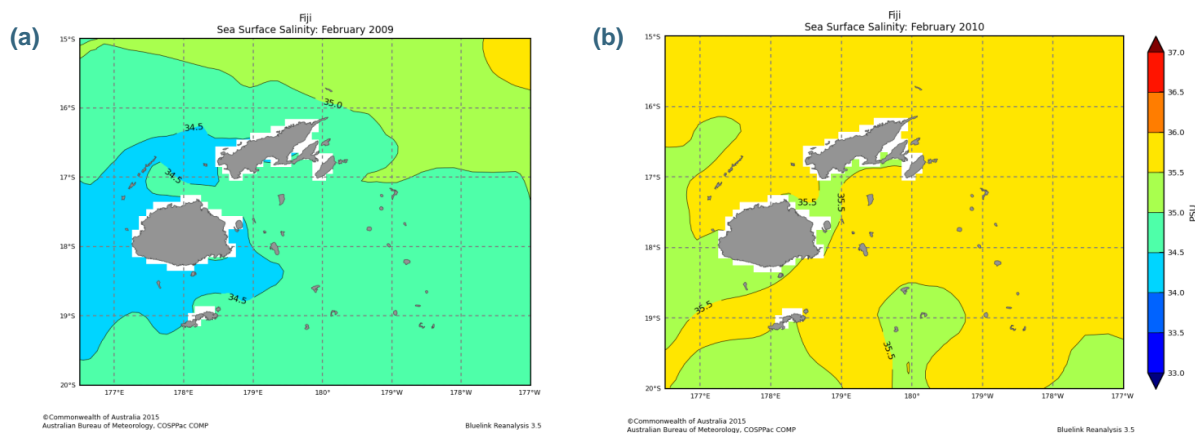 (a)
Fiji
Sea Surface Salinity: February 2009
15°S
16°S
17°S
18°S
19°S
20°S
177°E
178°E
179°E
180°
179°W
178°W
177°W
35.0
34.5
34.5
34.5
©Commonwealth of Australia 2015
Australian Bureau of Meteorology, COSPPac COMP
Bluelink Reanalysis 3.5
(b)
Fiji
Sea Surface Salinity: February 2010
15°S
16°S
17°S
18°S
19°S
20°S
177°E
178°E
179°E
180°
179°W
178°W
177°W
35.5
35.5
35.5
35.5
©Commonwealth of Australia 2015
Australian Bureau of Meteorology, COSPPac COMP
Bluelink Reanalysis 3.5
37.0
36.5
36.0
35.5
35.0
34.5
34.0
33.5
33.0
psu